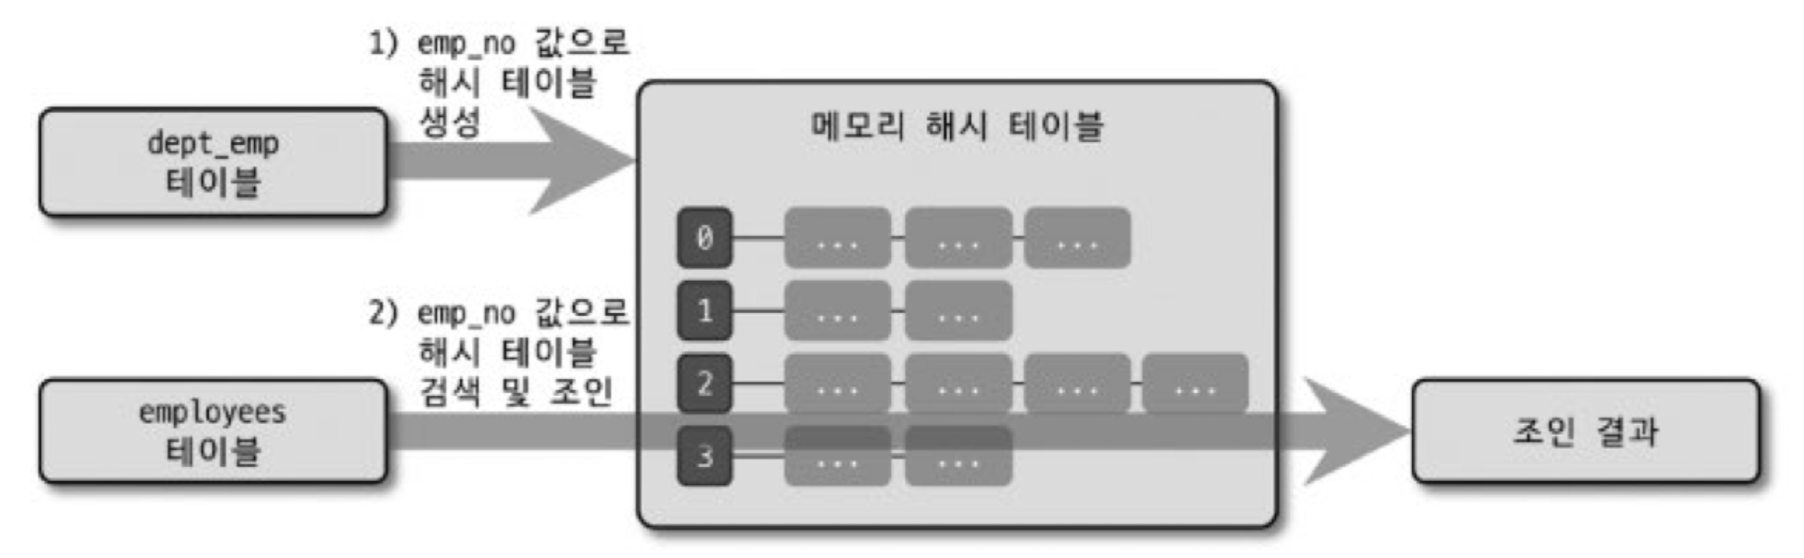 1) emp_no 값으로
해시 테이블
생성
dept_emp
테이블
메모리 해시 테이블
0 ... ... ...
1 ... ...
2) emp_no 값으로
해시 테이블
검색 및 조인
2 ... ... ... ...
employees
테이블
3 ... ...
조인 결과